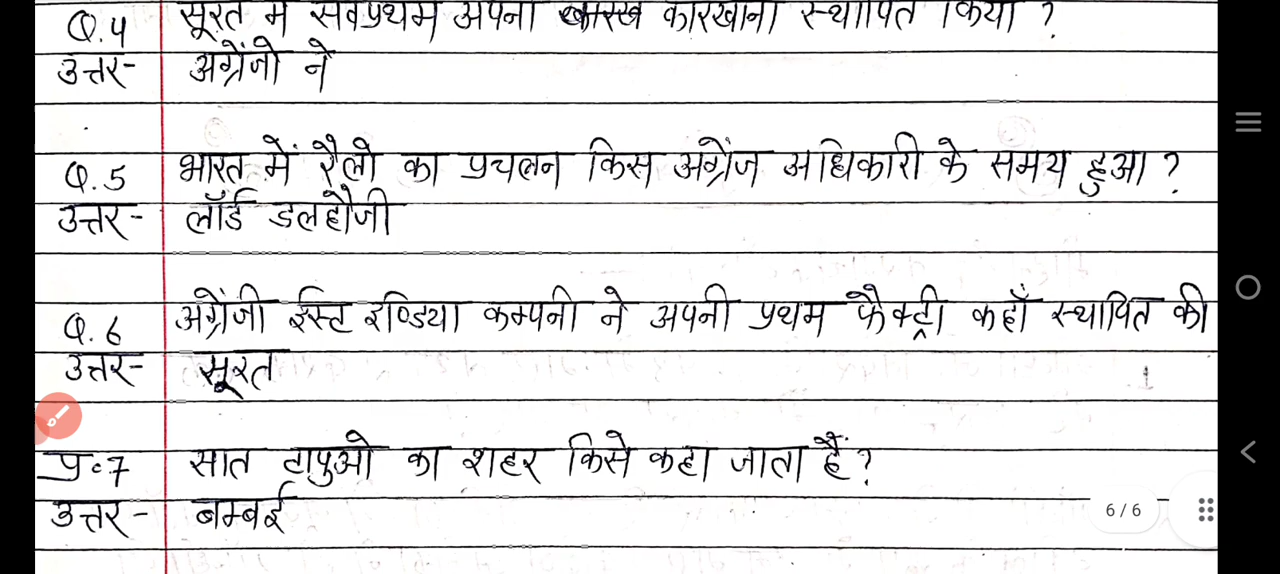 Q.4 सूरत में सर्वप्रथम अपना कारखाना स्थापित किया ?
उत्तर- अंग्रेंजो ने
Q.5 भारत में रैलो का प्रचलन किस अंग्रेंज अधिकारी के समय हुआ ?
उत्तर- लॉर्ड डलहौजी
Q.6 अंग्रेंजी ईस्ट इण्डिया कम्पनी ने अपनी प्रथम फैक्ट्री कहाँ स्थापित की
उत्तर- सूरत
प्र॰7 सात टापुओ का शहर किसे कहा जाता हैं ?
उत्तर- बम्बई
6/6